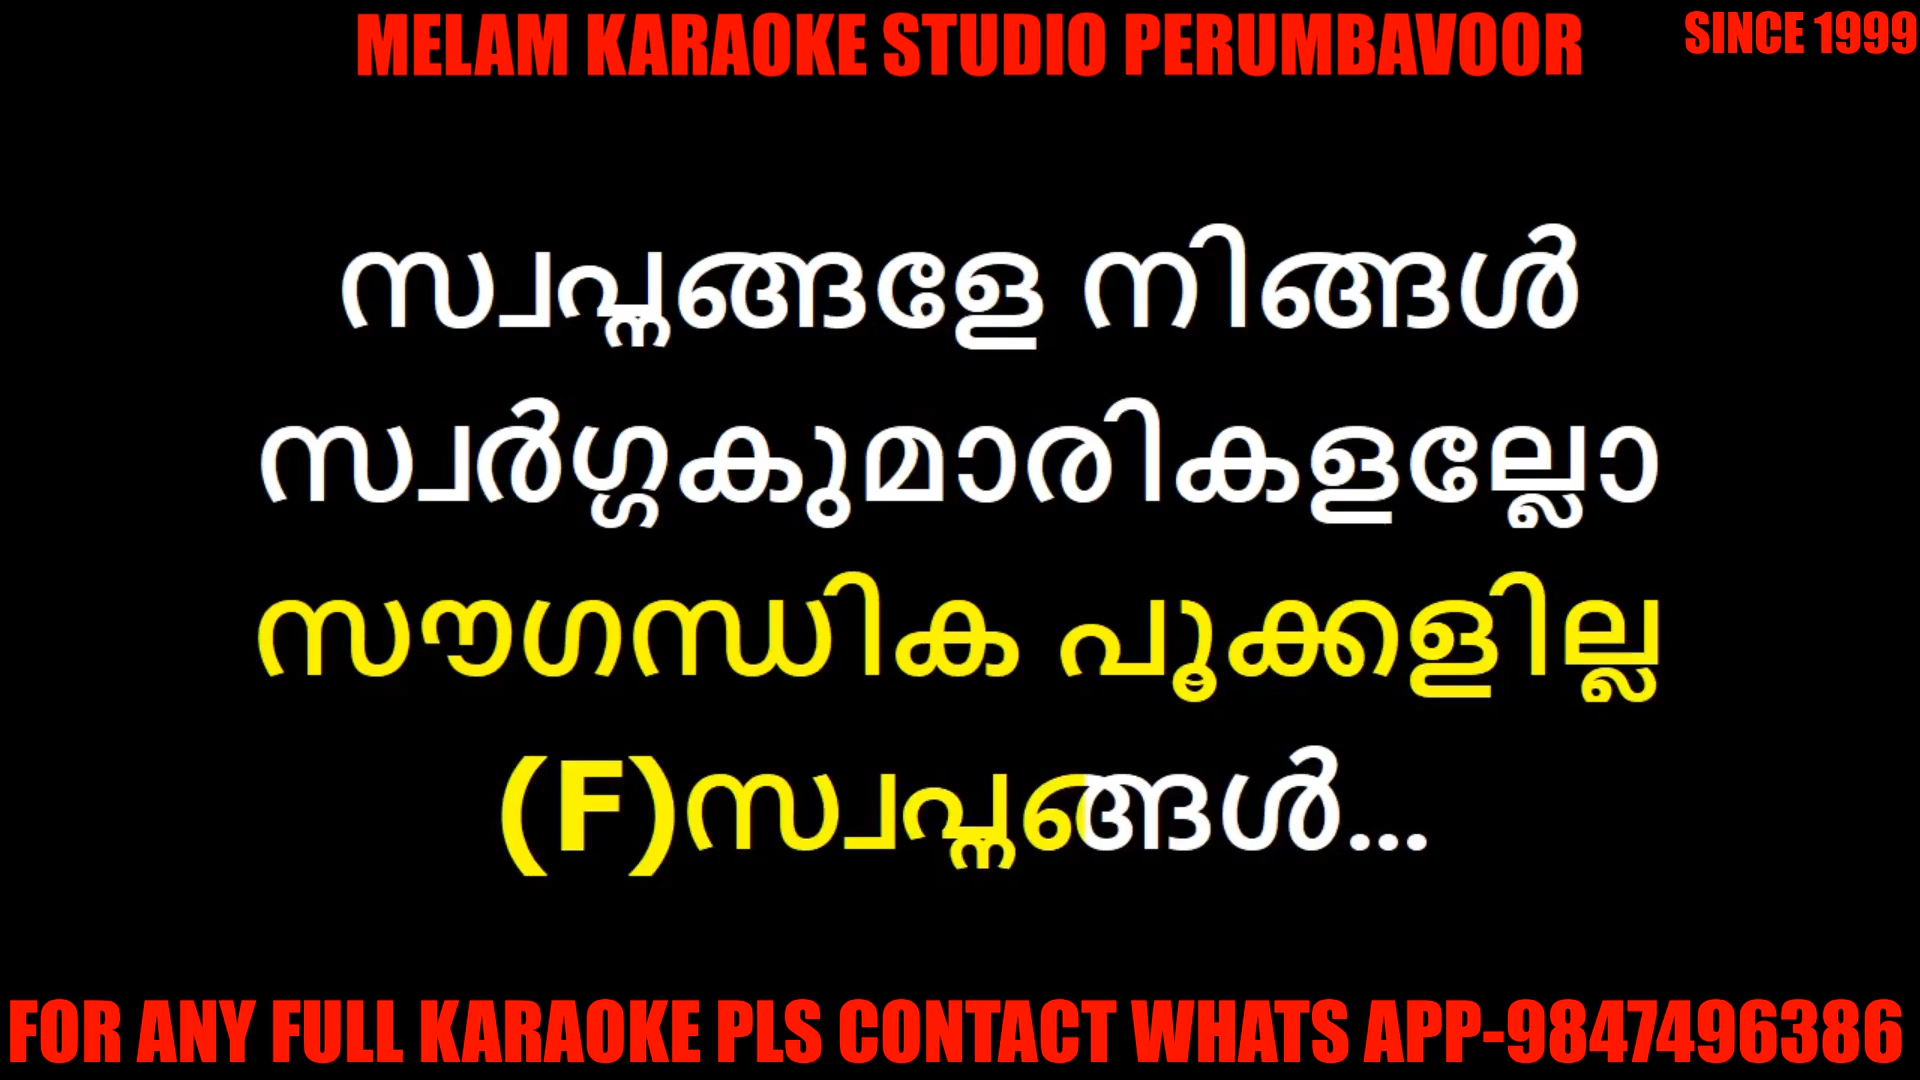 MELAM KARAOKE STUDIO PERUMBAVOOR
SINCE 1999
സ്വപ്നങ്ങളേ നിങ്ങൾ
സ്വർഗ്ഗകുമാരികളല്ലോ
സൗഗന്ധിക പൂക്കളില്ല
(F)സ്വപ്നങ്ങൾ...
FOR ANY FULL KARAOKE PLS CONTACT WHATS APP-9847496386